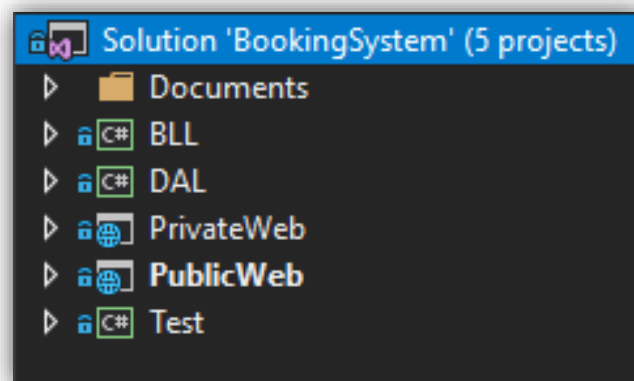 Solution 'BookingSystem' (5 projects)
Documents
C# BLL
C# DAL
PrivateWeb
PublicWeb
C# Test